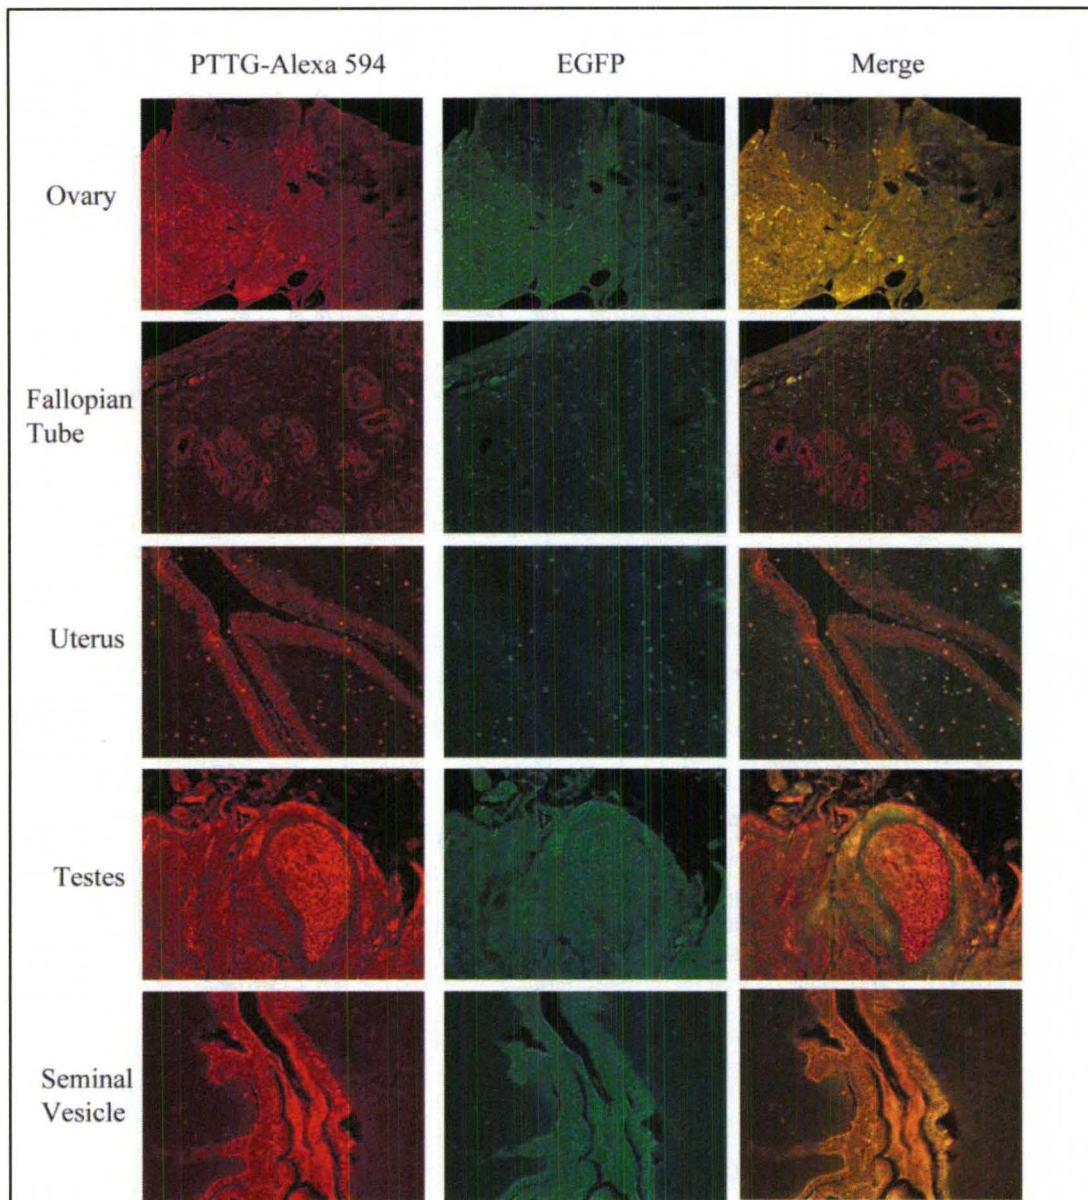 PTTG-Alexa 594 EGFP Merge
Ovary
Fallopian
Tube
Uterus
Testes
Seminal
Vesicle